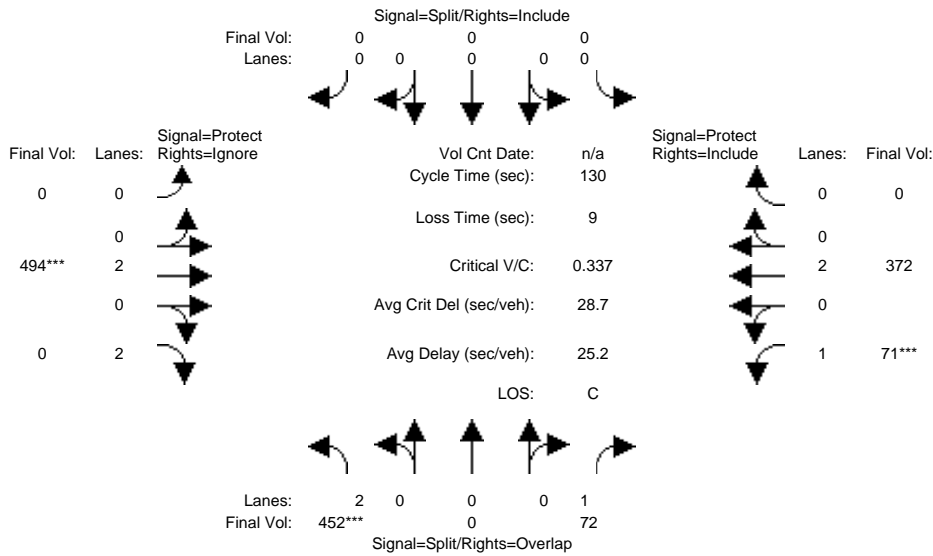 Signal=Split/Rights=Include
Final Vol: 0 0 0
Lanes: 0 0 0 0 0
Signal=Protect Signal=Protect
Final Vol: Lanes: Rights=Ignore Vol Cnt Date: n/a Rights=Include Lanes: Final Vol:
Cycle Time (sec): 130
0 0 0 0
Loss Time (sec): 9
0 0
494*** 2 Critical V/C: 0.337 2 372
0 Avg Crit Del (sec/veh): 28.7 0
0 2 Avg Delay (sec/veh): 25.2 1 71***
LOS: C
Lanes: 2 0 0 0 1
Final Vol: 452*** 0 72
Signal=Split/Rights=Overlap